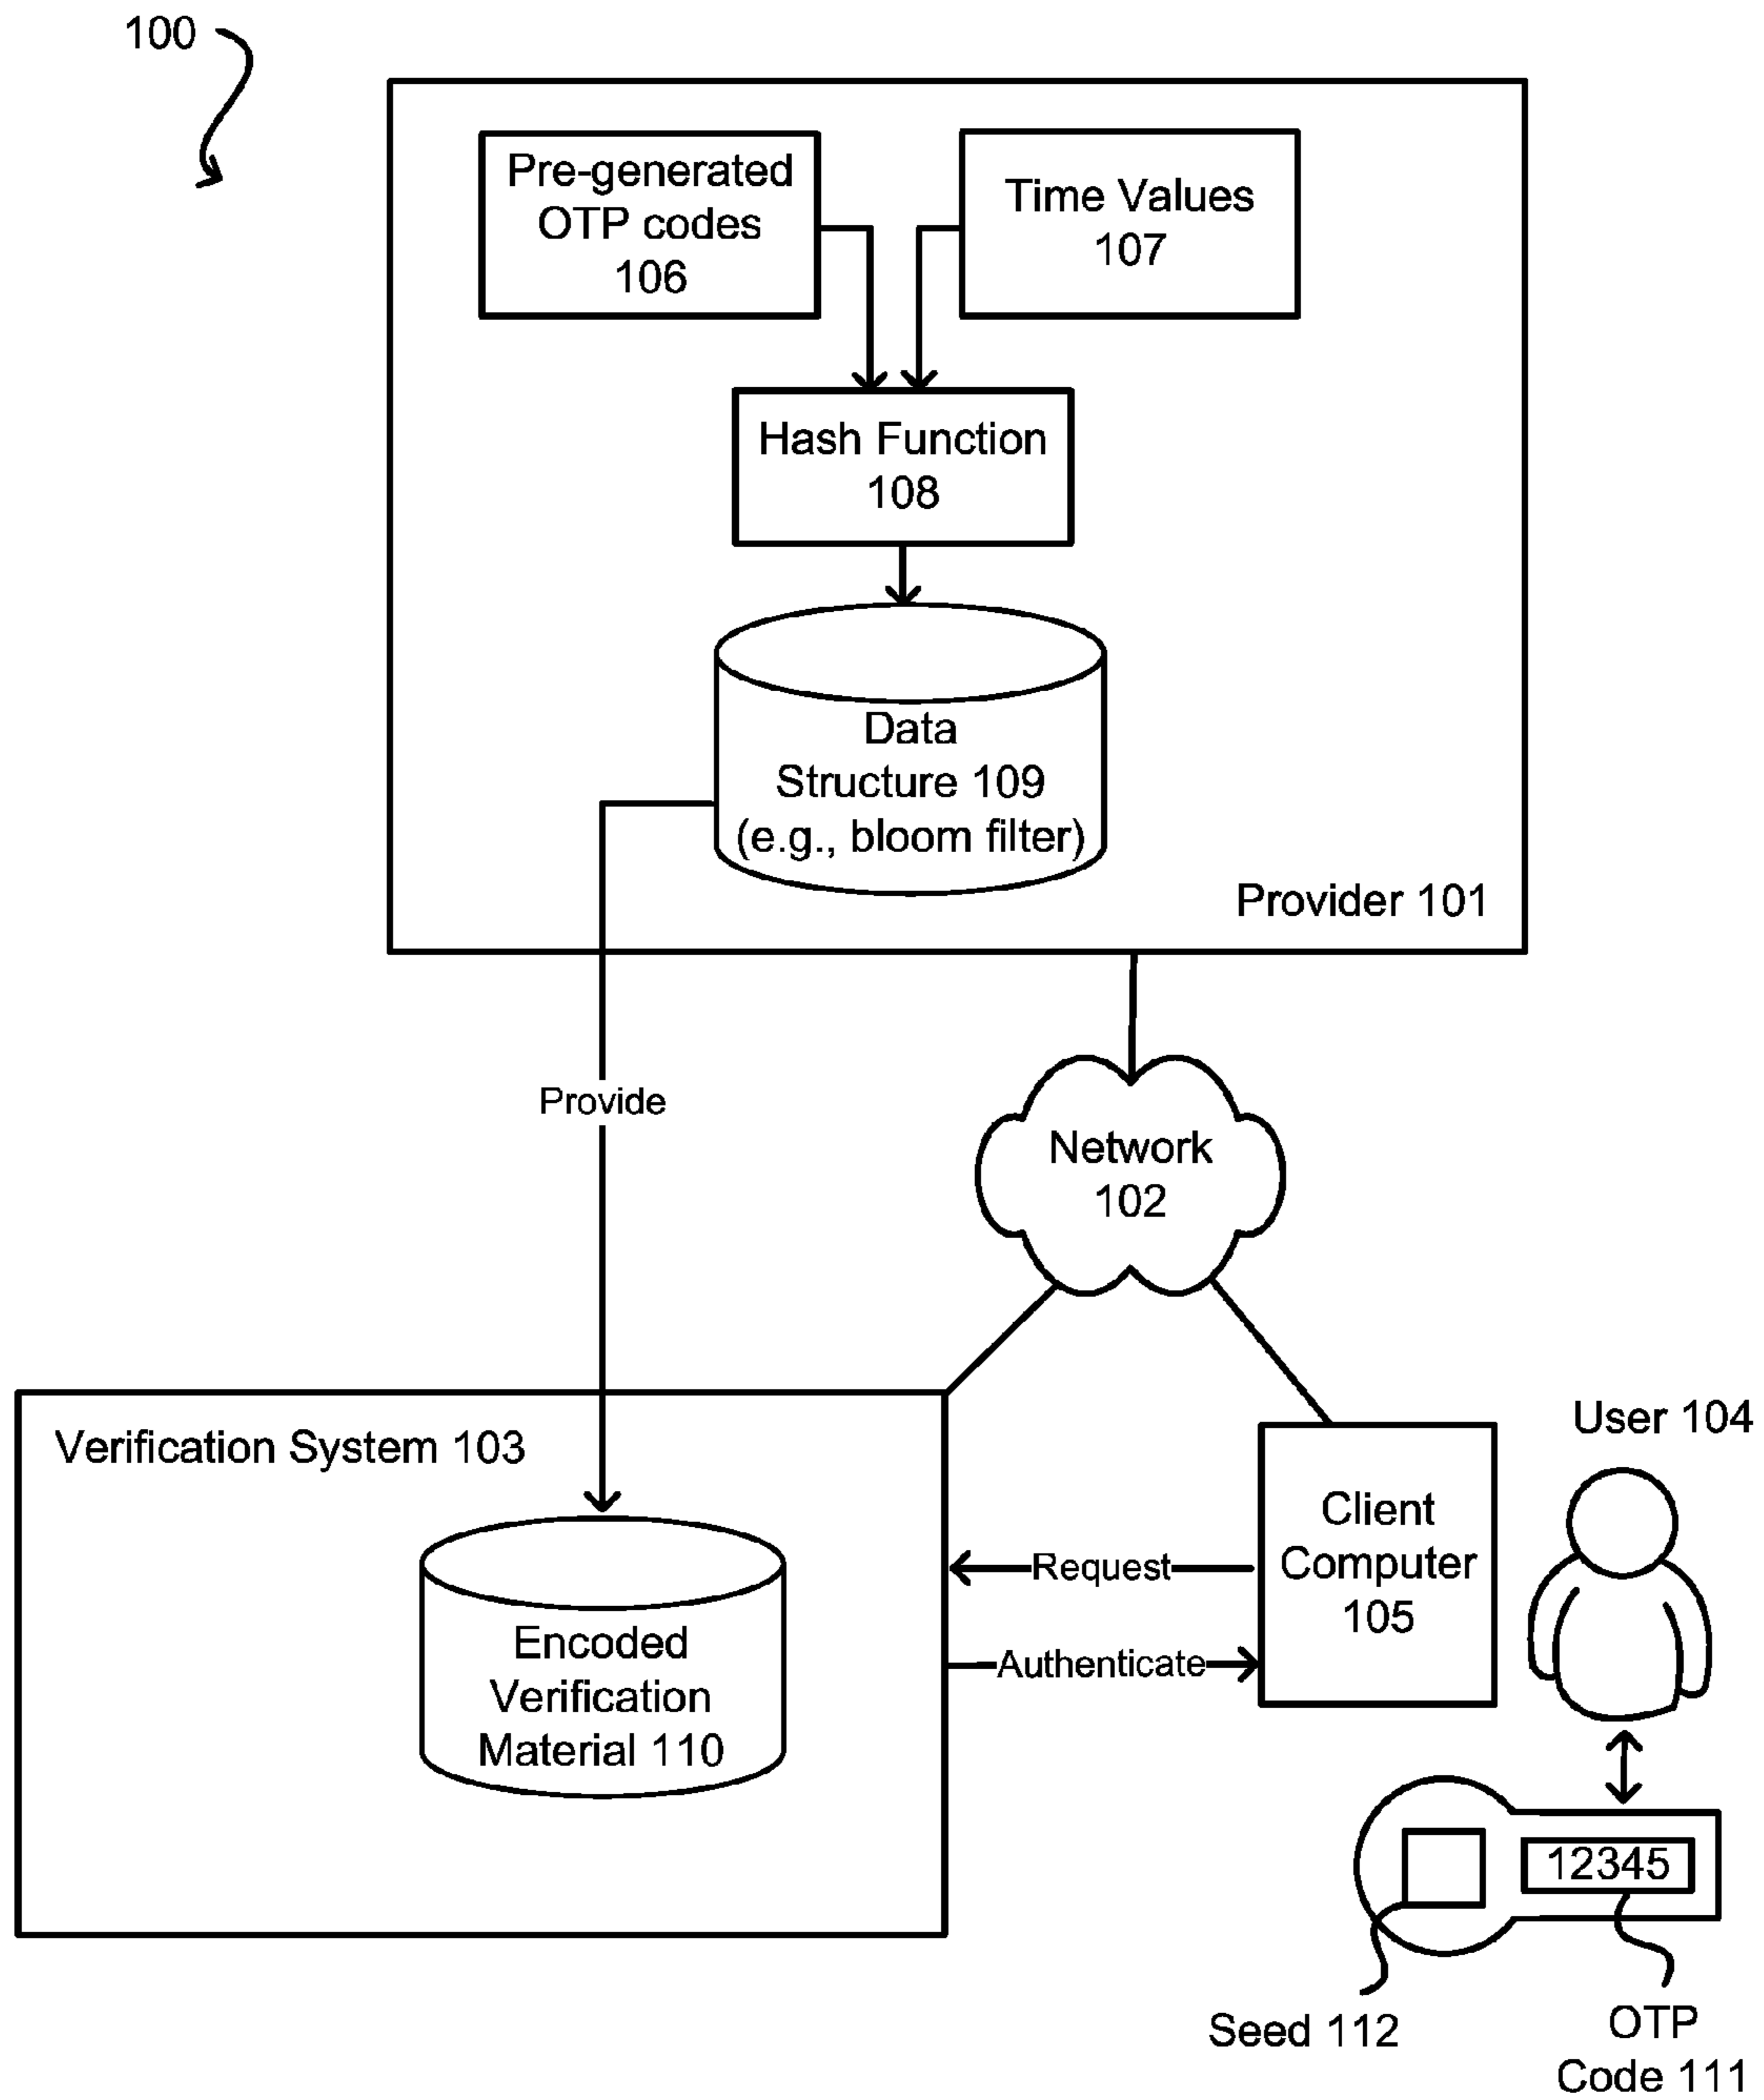 100
Pre-generated
OTP codes
106
Time Values
107
Hash Function
108
Data
Structure 109
(e.g., bloom filter)
Provider 101
Provide
Network
102
Verification System 103
Encoded
Verification
Material 110
Request
Authenticate
Client
Computer
105
User 104
12345
Seed 112
OTP
Code 111